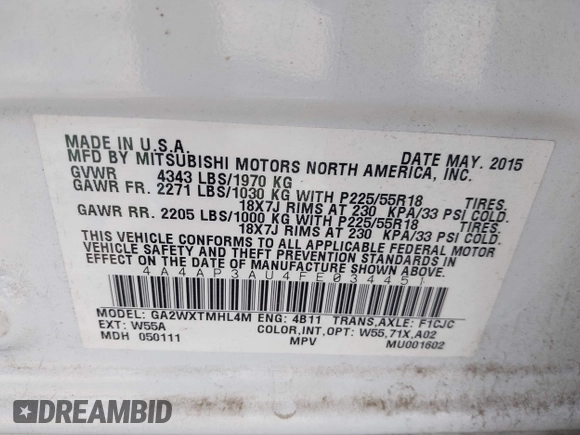 MADE IN U.S.A. DATE MAY. 2015
MFD BY MITSUBISHI MOTORS NORTH AMERICA, INC.
GVWR 4343 LBS/1970 KG
GAWR FR. 2271 LBS/1030 KG WITH P225/55R18 TIRES.
18X7J RIMS AT 230 KPA/33 PSI COLD.
GAWR RR. 2205 LBS/1000 KG WITH P225/55R18 TIRES.
18X7J RIMS AT 230 KPA/33 PSI COLD.
THIS VEHICLE CONFORMS TO ALL APPLICABLE FEDERAL MOTOR
VEHICLE SAFETY AND THEFT PREVENTION STANDARDS IN
EFFECT ON THE DATE OF MANUFACTURE SHOWN ABOVE.
4A4AP3AU4FE034451
MODEL: GA2WXTMHL4M ENG: 4B11 TRANS,AXLE: F1CJC
EXT: W55A COLOR,INT,OPT: W55,71X,A02
MDH 050111 MPV MU001602
DREAMBID